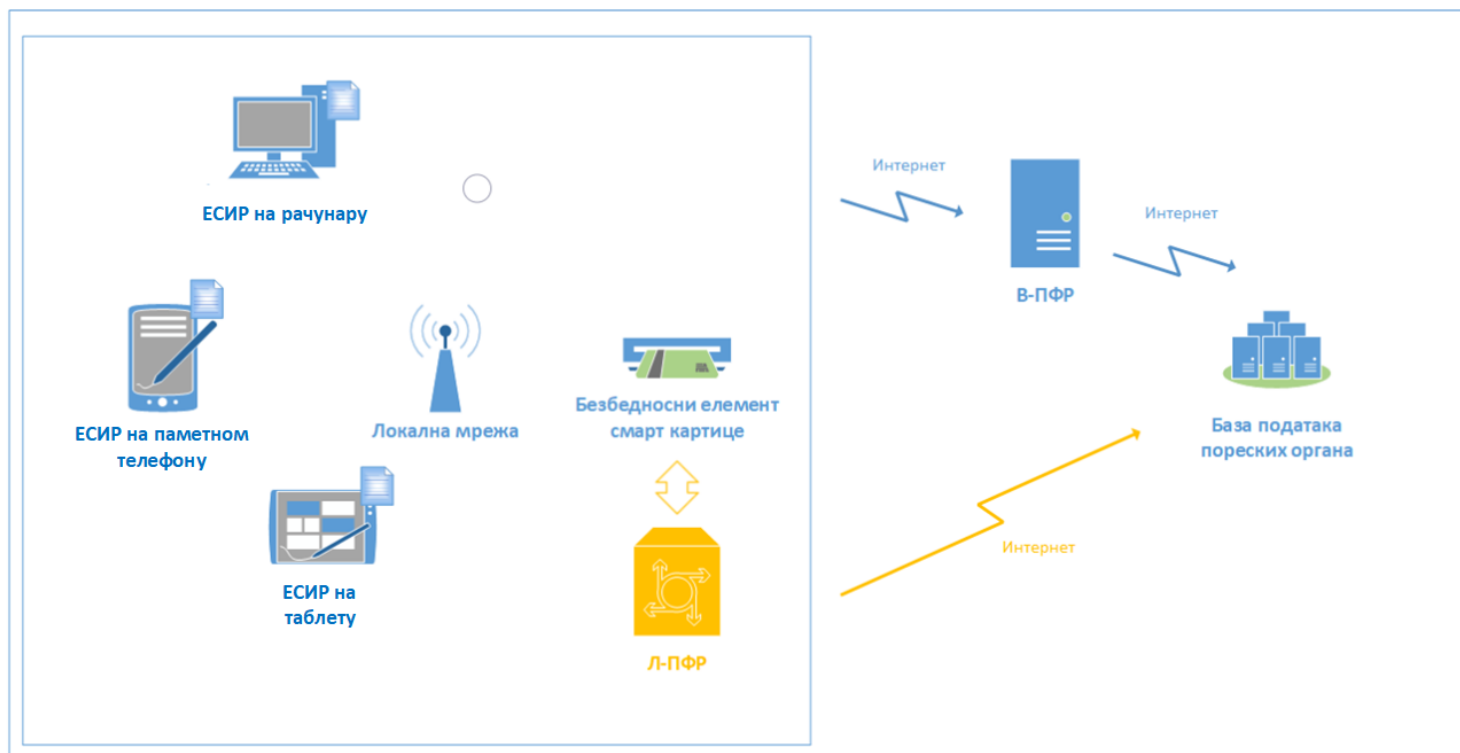 ЕСИР на рачунару
Интернет
Интернет
В-ПФР
ЕСИР на паметном
телефону
Локална мрежа
Безбедносни елемент
смарт картице
База података
пореских органа
Интернет
ЕСИР на
таблету
Л-ПФР